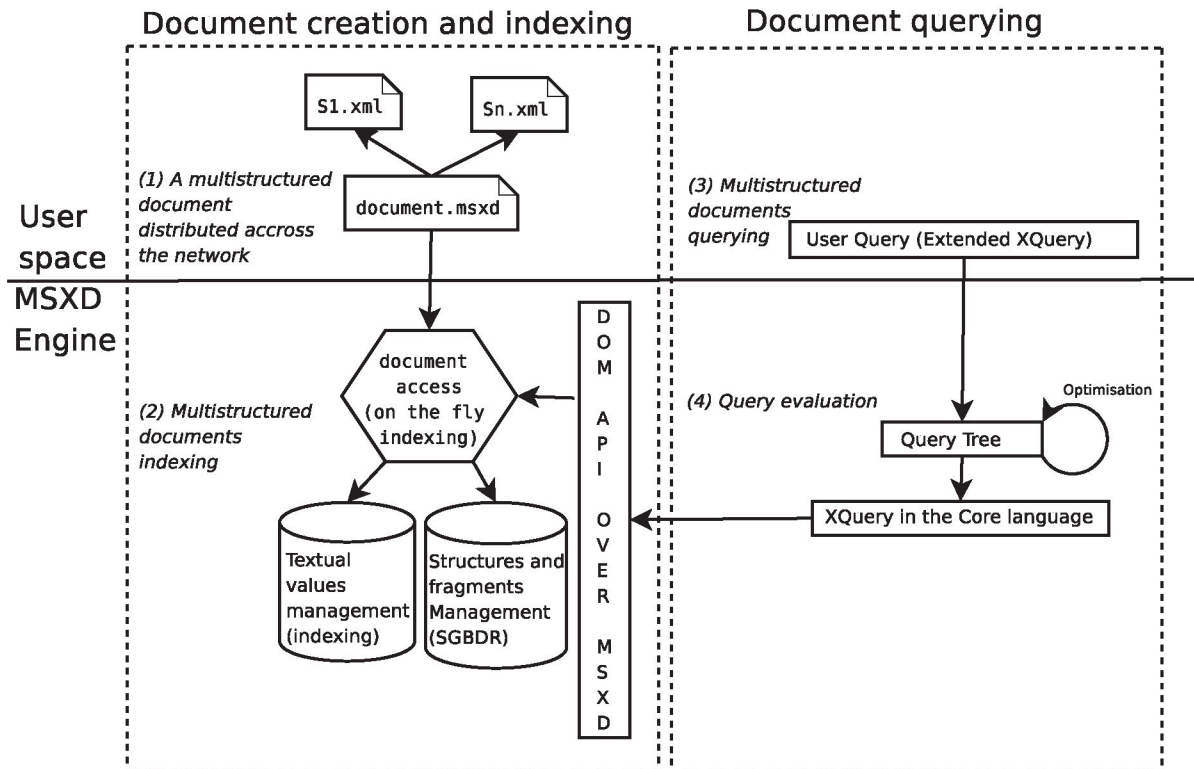 Document creation and indexing
Document querying
S1.xml
Sn.xml
(1) A multistructured
document
distributed accross
the network
document.msxd
(3) Multistructured
documents
querying
User Query (Extended XQuery)
User
space
MSXD
Engine
document
access
(on the fly
indexing)
(2) Multistructured
documents
indexing
Textual
values
management
(indexing)
Structures and
fragments
Management
(SGBDR)
D
O
M
A
P
I
O
V
E
R
M
S
X
D
(4) Query evaluation
Optimisation
Query Tree
XQuery in the Core language